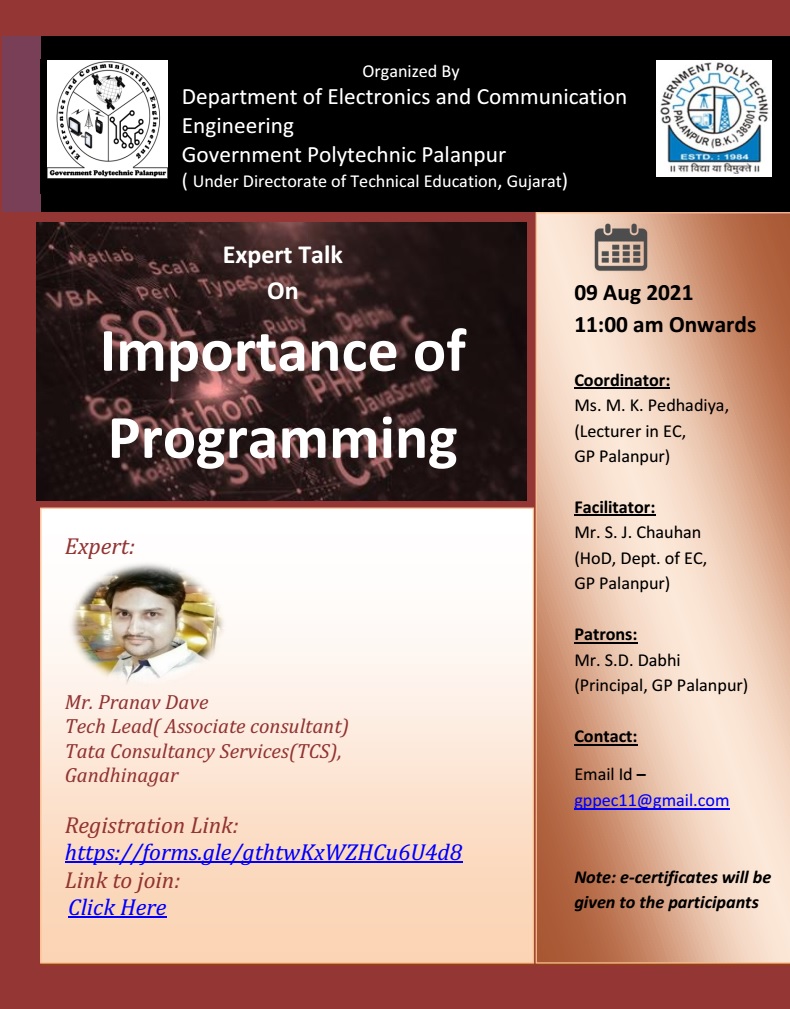 Electronics and Communication Engineering
Government Polytechnic Palanpur
Organized By
Department of Electronics and Communication
Engineering
Government Polytechnic Palanpur
( Under Directorate of Technical Education, Gujarat)
GOVERNMENT POLYTECHNIC
PALANPUR (B.K.) 385001
ESTD. : 1984
॥ सा विद्या या विमुक्ते ॥
Matlab
Scala
VBA
Perl
TypeScript
C++
SQL
Ruby
Delphi
C
Go
Python
PHP
JavaScript
Kotlin
Swift
C#
Expert Talk
On
Importance of
Programming
Expert:
Mr. Pranav Dave
Tech Lead( Associate consultant)
Tata Consultancy Services(TCS),
Gandhinagar
Registration Link:
https://forms.gle/gthtwKxWZHCu6U4d8
Link to join:
Click Here
09 Aug 2021
11:00 am Onwards
Coordinator:
Ms. M. K. Pedhadiya,
(Lecturer in EC,
GP Palanpur)
Facilitator:
Mr. S. J. Chauhan
(HoD, Dept. of EC,
GP Palanpur)
Patrons:
Mr. S.D. Dabhi
(Principal, GP Palanpur)
Contact:
Email Id –
gppec11@gmail.com
Note: e-certificates will be
given to the participants